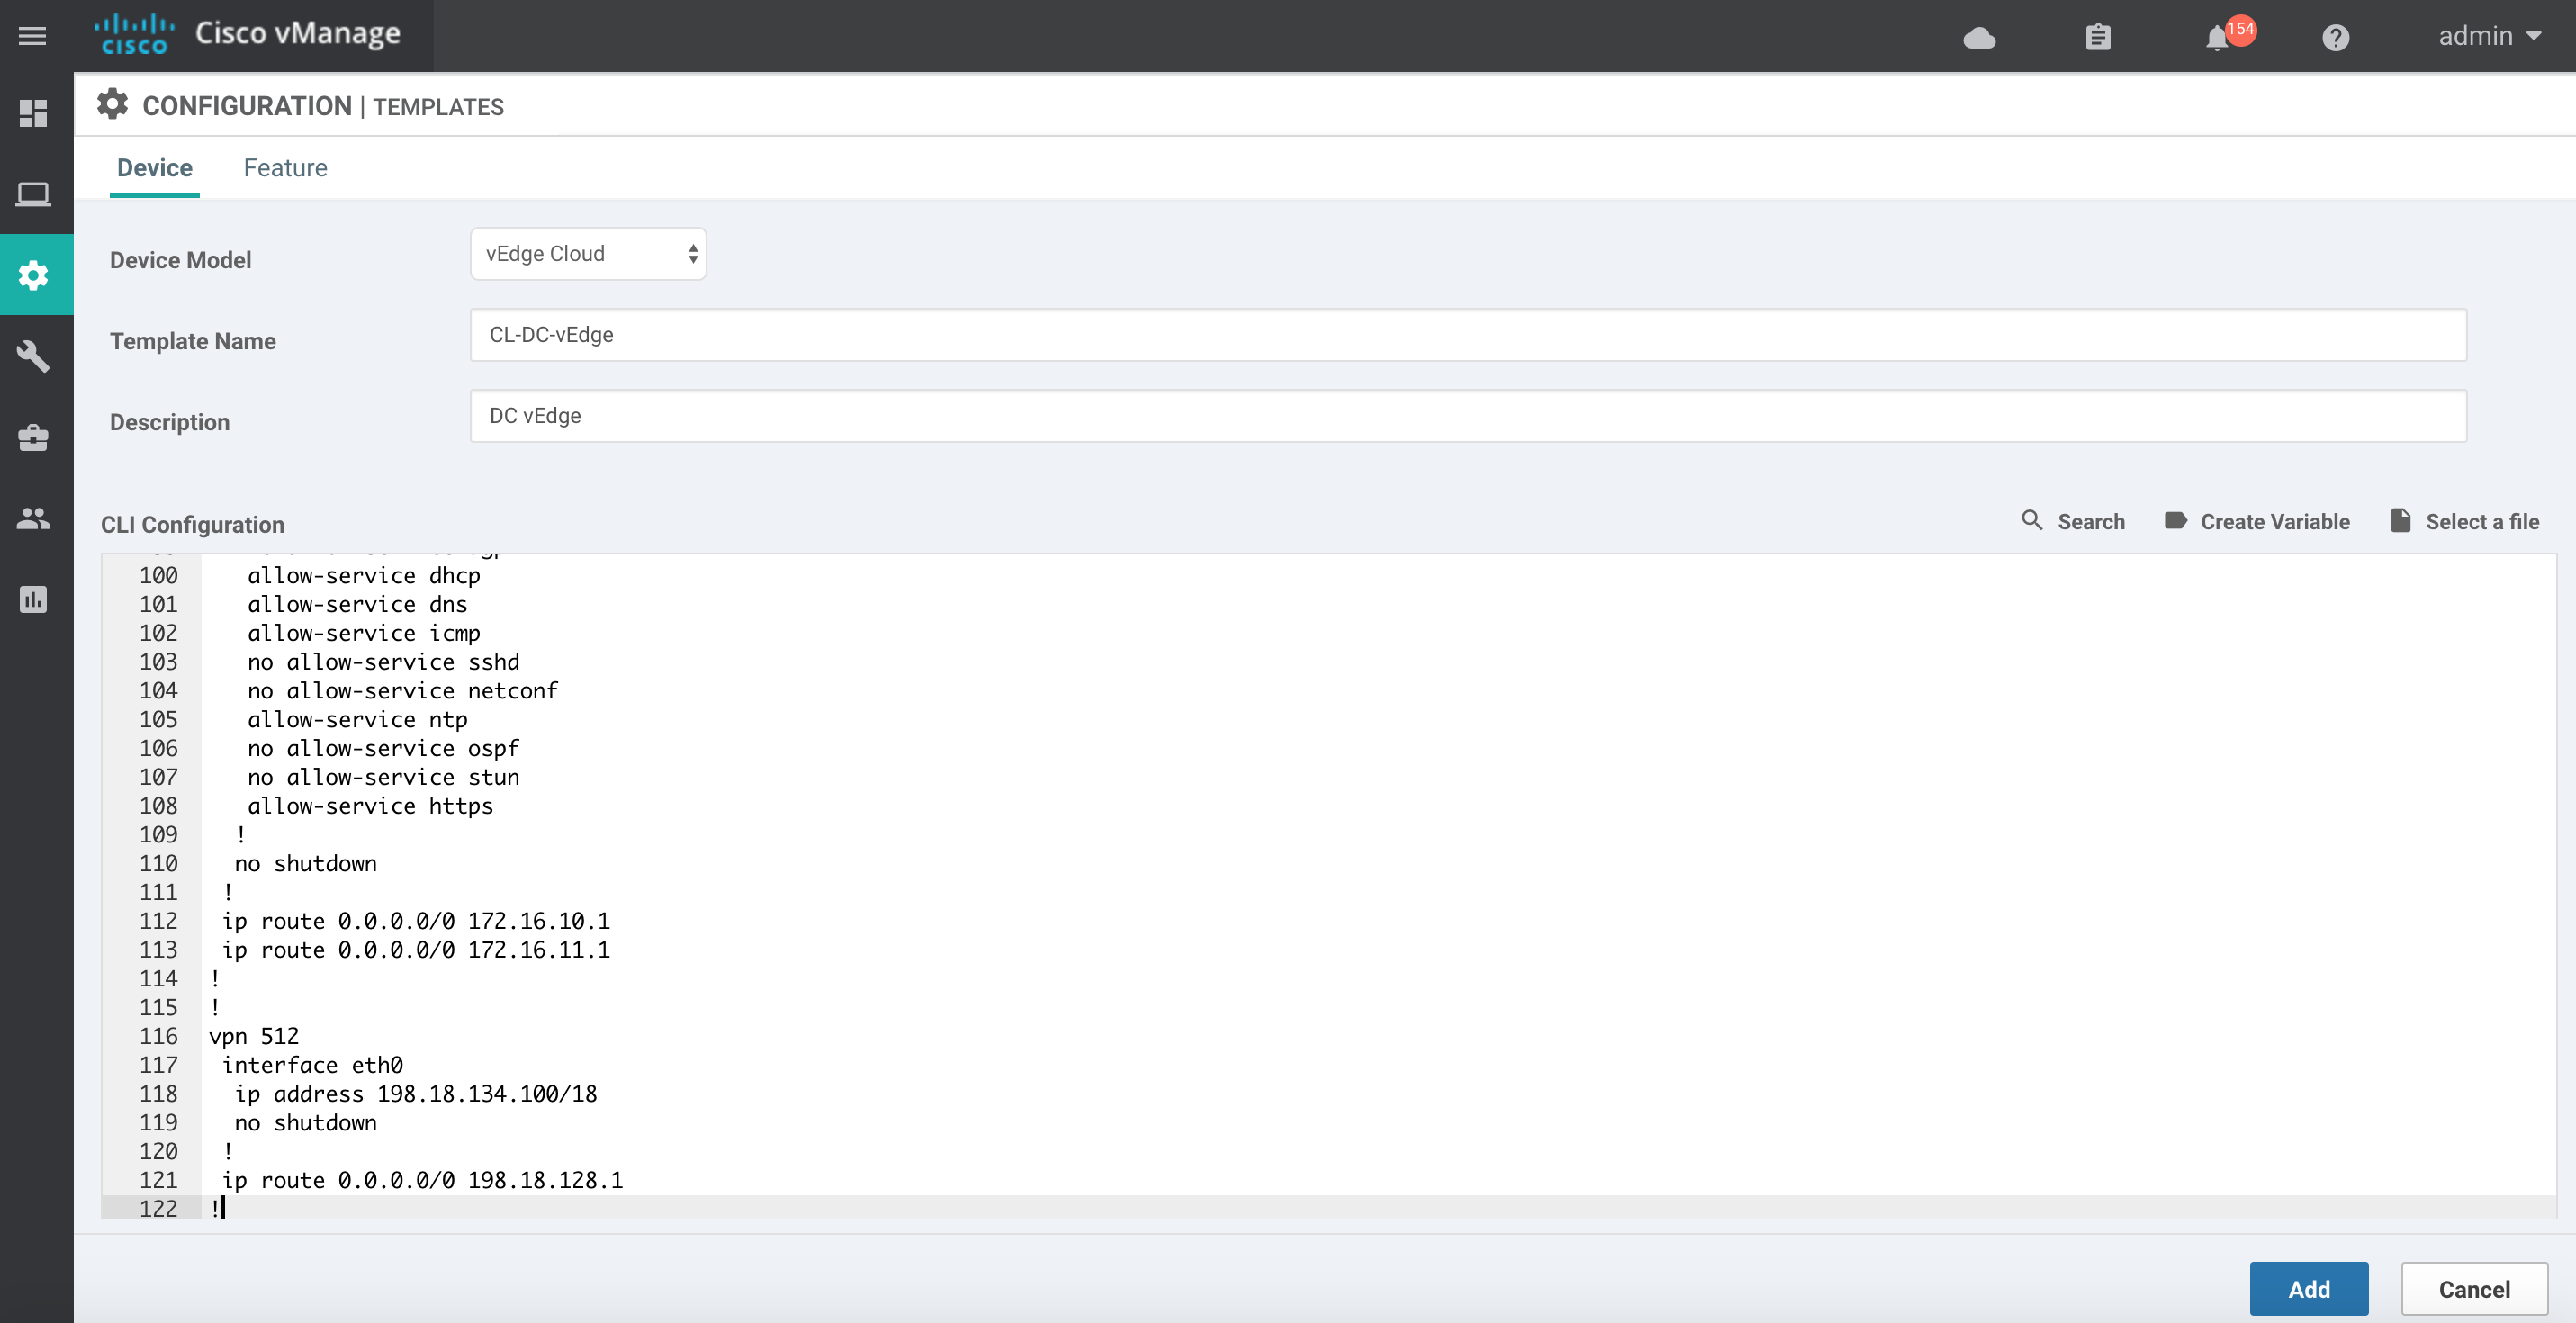 cisco Cisco vManage 154 admin
CONFIGURATION | TEMPLATES
Device Feature
Device Model vEdge Cloud
Template Name CL-DC-vEdge
Description DC vEdge
CLI Configuration Search Create Variable Select a file
100 allow-service dhcp
101 allow-service dns
102 allow-service icmp
103 no allow-service sshd
104 no allow-service netconf
105 allow-service ntp
106 no allow-service ospf
107 no allow-service stun
108 allow-service https
109 !
110 no shutdown
111 !
112 ip route 0.0.0.0/0 172.16.10.1
113 ip route 0.0.0.0/0 172.16.11.1
114 !
115 !
116 vpn 512
117 interface eth0
118 ip address 198.18.134.100/18
119 no shutdown
120 !
121 ip route 0.0.0.0/0 198.18.128.1
122 !
Add Cancel